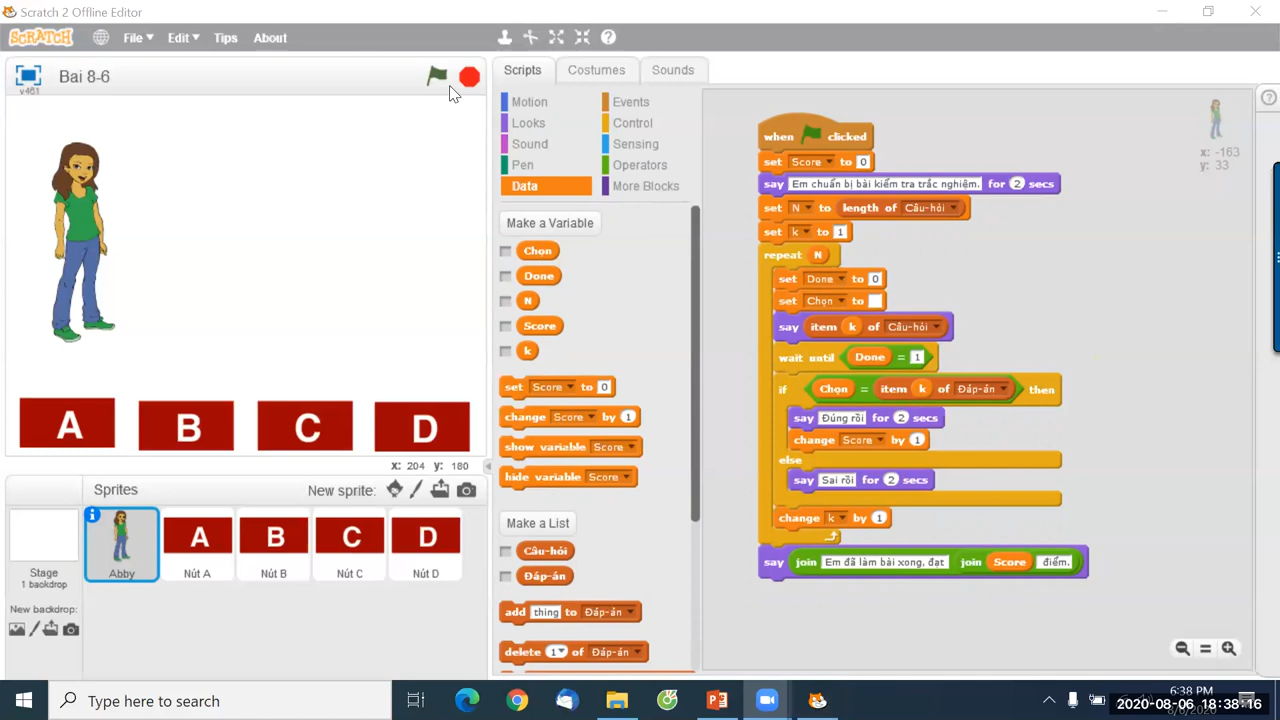 Scratch 2 Offline Editor
SCRATCH File Edit Tips About
v461 Bai 8-6
A B C D
x: 204 y: 180
Sprites New sprite:
Stage
1 backdrop
New backdrop:
A B C D
Abby Nút A Nút B Nút C Nút D
Scripts Costumes Sounds
Motion Events
Looks Control
Sound Sensing
Pen Operators
Data More Blocks
Make a Variable
Chọn
Done
N
Score
k
set Score to 0
change Score by 1
show variable Score
hide variable Score
Make a List
Câu-hỏi
Đáp-án
add thing to Đáp-án
delete 1 of Đáp-án
when clicked
set Score to 0
say Em chuẩn bị bài kiểm tra trắc nghiệm. for 2 secs
set N to length of Câu-hỏi
set k to 1
repeat N
set Done to 0
set Chọn to
say item k of Câu-hỏi
wait until Done = 1
if Chọn = item k of Đáp-án then
say Đúng rồi for 2 secs
change Score by 1
else
say Sai rồi for 2 secs
change k by 1
say join Em đã làm bài xong, đạt join Score điểm.
x: -163
y: 33
Type here to search
6:38 PM
2020-08-06 18:38:16